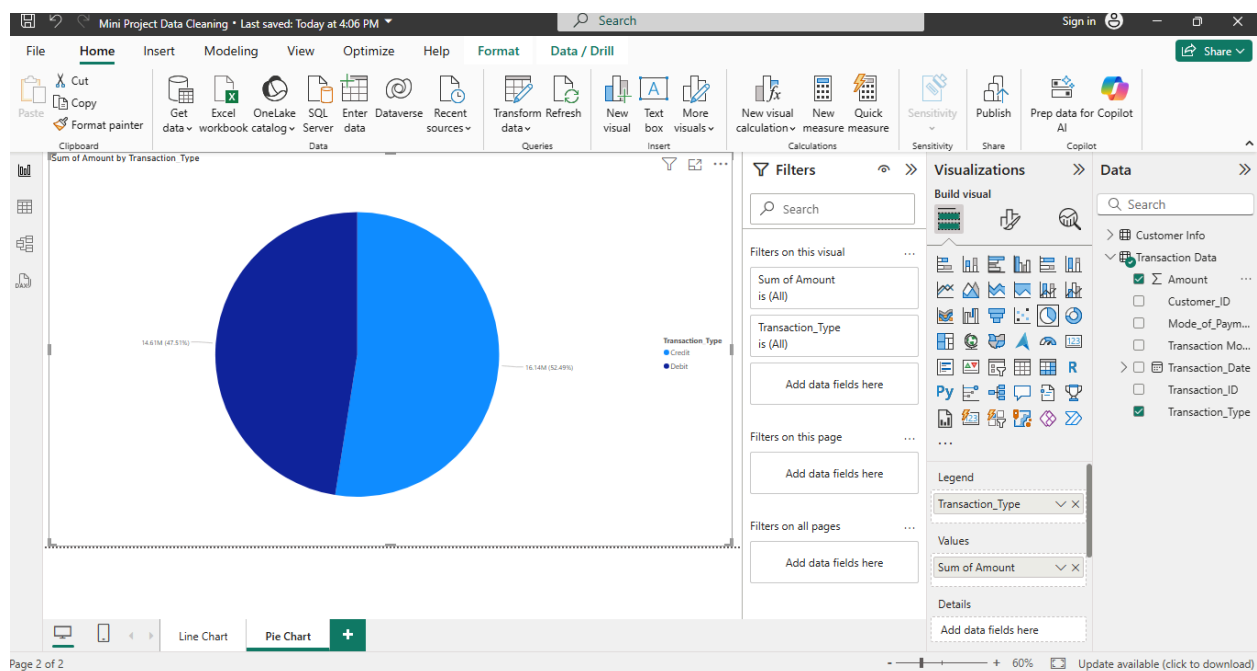 Mini Project Data Cleaning • Last saved: Today at 4:06 PM
Search
Sign in
File Home Insert Modeling View Optimize Help Format Data / Drill
Share
Paste
Cut
Copy
Format painter
Clipboard
Get data
Excel workbook
OneLake catalog
SQL Server
Enter data
Dataverse
Recent sources
Data
Transform data
Refresh
Queries
New visual
Text box
More visuals
Insert
New visual calculation
New measure
Quick measure
Calculations
Sensitivity
Sensitivity
Publish
Share
Prep data for AI
Copilot
Copilot
Sum of Amount by Transaction_Type
14.61M (47.51%)
16.14M (52.49%)
Transaction_Type
Credit
Debit
Filters
Search
Filters on this visual
Sum of Amount
is (All)
Transaction_Type
is (All)
Add data fields here
Filters on this page
Add data fields here
Filters on all pages
Add data fields here
Visualizations
Build visual
123
R
Py
123
Legend
Transaction_Type
Values
Sum of Amount
Details
Add data fields here
Data
Search
Customer Info
Transaction Data
Amount
Customer_ID
Mode_of_Paym...
Transaction Mo...
Transaction_Date
Transaction_ID
Transaction_Type
DAX
Line Chart
Pie Chart
Page 2 of 2
60%
Update available (click to download)